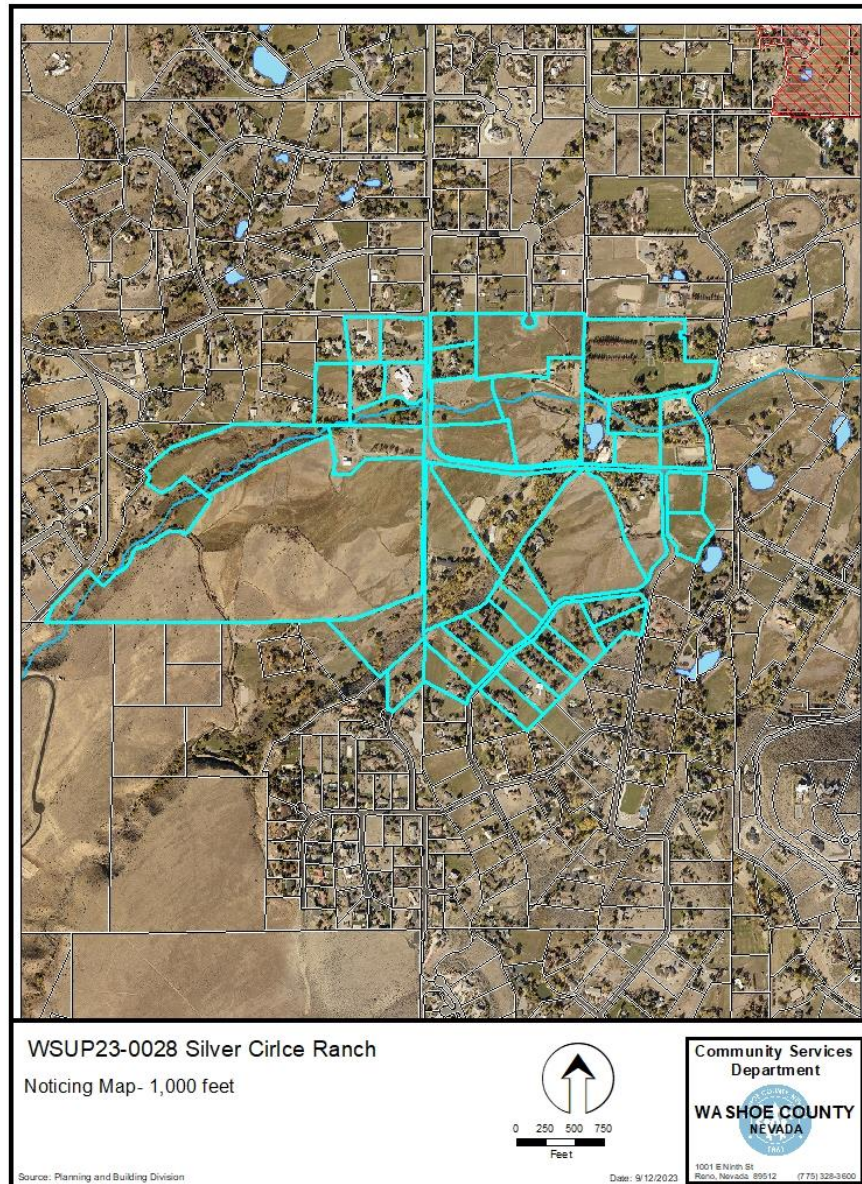 WSUP23-0028 Silver Cirlce Ranch
Noticing Map- 1,000 feet
Source: Planning and Building Division
0 250 500 750
Feet
Date: 9/12/2023
Community Services
Department
WASHOE COUNTY
NEVADA
1861
1001 E Ninth St
Reno, Nevada 89512 (775) 328-3600